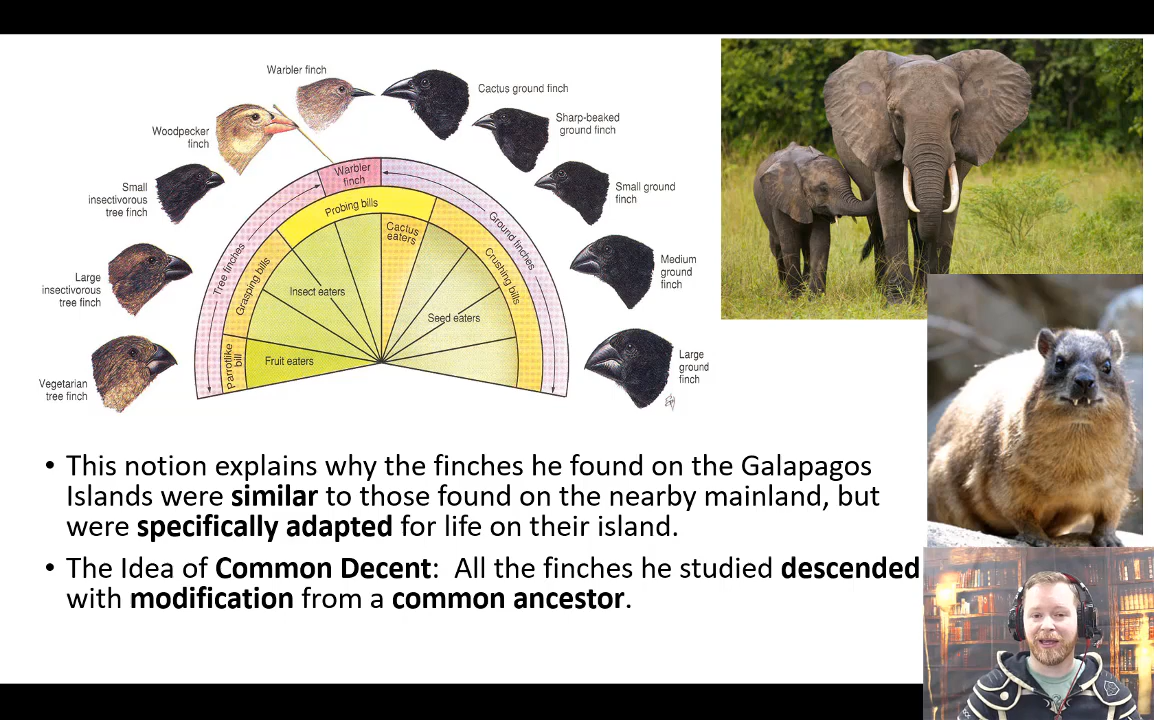 Warbler finch
Cactus ground finch
Woodpecker
finch
Sharp-beaked
ground finch
Small
insectivorous
tree finch
Small ground
finch
Large
insectivorous
tree finch
Medium
ground
finch
Vegetarian
tree finch
Large
ground
finch
Warbler
finch
Probing bills
Tree finches
Ground finches
Grasping bills
Crushing bills
Parrotlike
bill
Cactus
eaters
Insect eaters
Seed eaters
Fruit eaters
• This notion explains why the finches he found on the Galapagos
Islands were similar to those found on the nearby mainland, but
were specifically adapted for life on their island.
• The Idea of Common Decent:  All the finches he studied descended
with modification from a common ancestor.